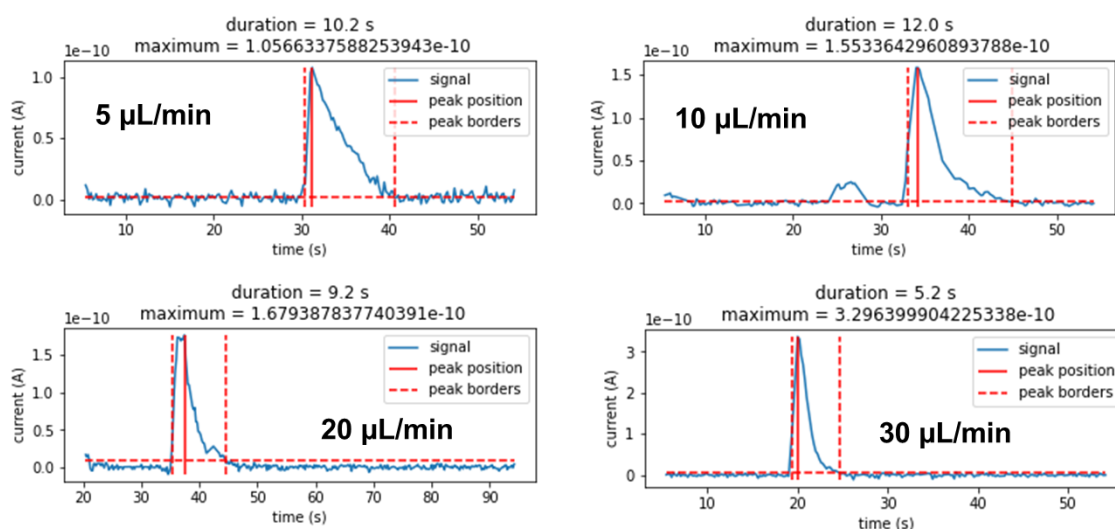 duration = 10.2 s
maximum = 1.0566337588253943e-10
1e−10
1.0
0.5
0.0
current (A)
5 µL/min
signal
peak position
peak borders
10
20
30
40
50
time (s)
duration = 12.0 s
maximum = 1.5533642960893788e-10
1e−10
1.5
1.0
0.5
0.0
current (A)
10 µL/min
signal
peak position
peak borders
10
20
30
40
50
time (s)
duration = 9.2 s
maximum = 1.679387837740391e-10
1e−10
1.5
1.0
0.5
0.0
current (A)
signal
peak position
peak borders
20 µL/min
20
30
40
50
60
70
80
90
time (s)
duration = 5.2 s
maximum = 3.296399904225338e-10
1e−10
3
2
1
0
current (A)
signal
peak position
peak borders
30 µL/min
10
20
30
40
50
time (s)